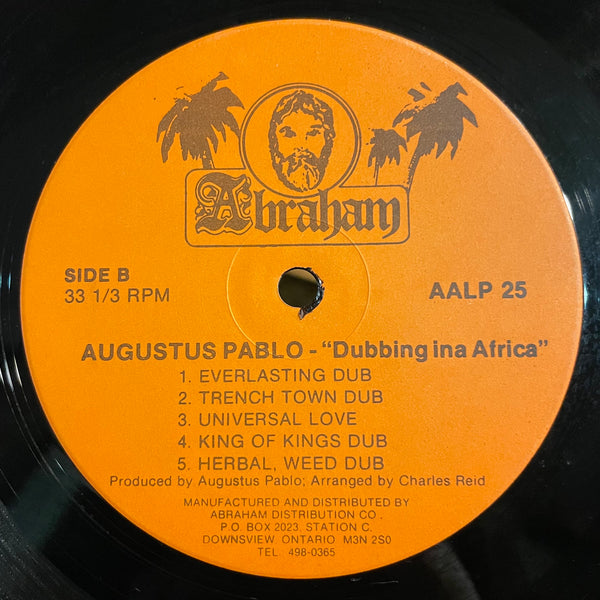 Abraham
SIDE B
33 1/3 RPM
AALP 25
AUGUSTUS PABLO - "Dubbing ina Africa"
1. EVERLASTING DUB
2. TRENCH TOWN DUB
3. UNIVERSAL LOVE
4. KING OF KINGS DUB
5. HERBAL, WEED DUB
Produced by Augustus Pablo; Arranged by Charles Reid
MANUFACTURED AND DISTRIBUTED BY
ABRAHAM DISTRIBUTION CO.
P.O. BOX 2023, STATION C,
DOWNSVIEW, ONTARIO M3N 2S0
TEL. 498-0365